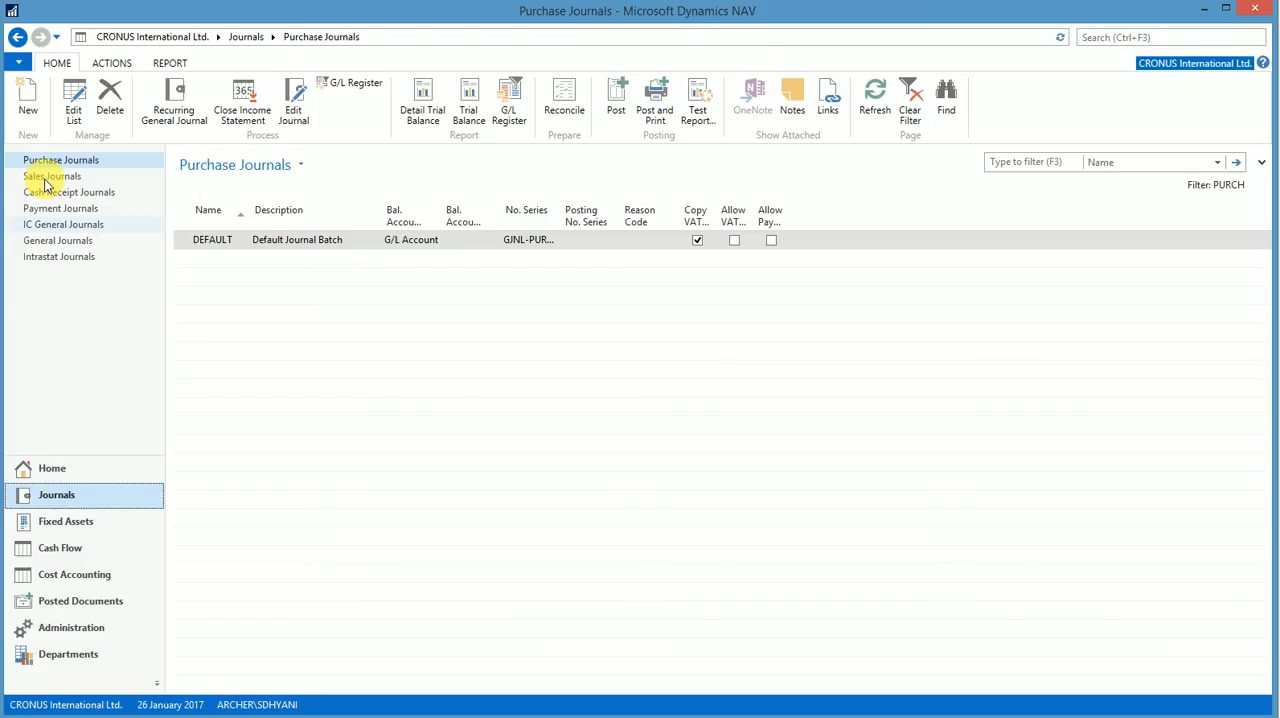 Purchase Journals - Microsoft Dynamics NAV
CRONUS International Ltd. Journals Purchase Journals
Search (Ctrl+F3)
HOME ACTIONS REPORT
CRONUS International Ltd.
New
Edit List
Delete
Recurring General Journal
Close Income Statement
Edit Journal
G/L Register
Detail Trial Balance
Trial Balance
G/L Register
Reconcile
Post
Post and Print
Test Report...
OneNote
Notes
Links
Refresh
Clear Filter
Find
New Manage Process Report Prepare Posting Show Attached Page
Purchase Journals
Sales Journals
Cash Receipt Journals
Payment Journals
IC General Journals
General Journals
Intrastat Journals
Home
Journals
Fixed Assets
Cash Flow
Cost Accounting
Posted Documents
Administration
Departments
Purchase Journals
Type to filter (F3) Name
Filter: PURCH
Name Description Bal. Accou... Bal. Accou... No. Series Posting No. Series Reason Code Copy VAT... Allow VAT... Allow Pay...
DEFAULT Default Journal Batch G/L Account GJNL-PUR...
CRONUS International Ltd. 26 January 2017 ARCHER\SDHYANI